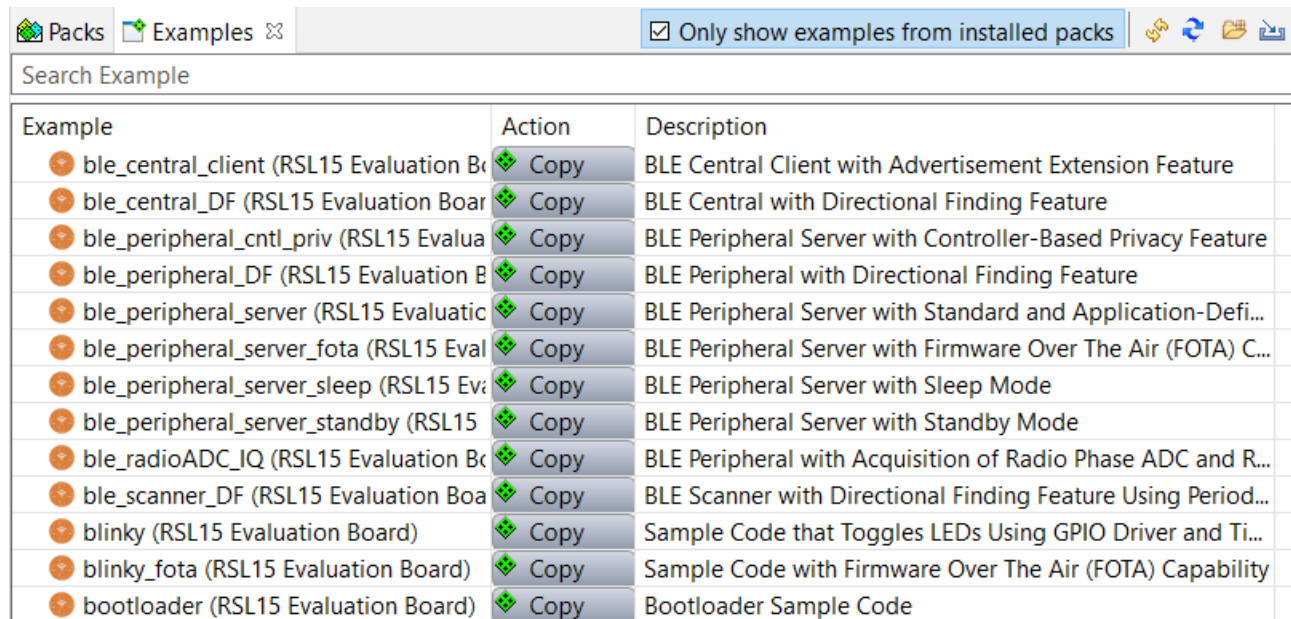 Packs Examples Only show examples from installed packs
Search Example
Example Action Description
ble_central_client (RSL15 Evaluation Bo Copy BLE Central Client with Advertisement Extension Feature
ble_central_DF (RSL15 Evaluation Boar Copy BLE Central with Directional Finding Feature
ble_peripheral_cntl_priv (RSL15 Evalua Copy BLE Peripheral Server with Controller-Based Privacy Feature
ble_peripheral_DF (RSL15 Evaluation B Copy BLE Peripheral with Directional Finding Feature
ble_peripheral_server (RSL15 Evaluatic Copy BLE Peripheral Server with Standard and Application-Defi...
ble_peripheral_server_fota (RSL15 Eval Copy BLE Peripheral Server with Firmware Over The Air (FOTA) C...
ble_peripheral_server_sleep (RSL15 Eva Copy BLE Peripheral Server with Sleep Mode
ble_peripheral_server_standby (RSL15 Copy BLE Peripheral Server with Standby Mode
ble_radioADC_IQ (RSL15 Evaluation Bo Copy BLE Peripheral with Acquisition of Radio Phase ADC and R...
ble_scanner_DF (RSL15 Evaluation Boa Copy BLE Scanner with Directional Finding Feature Using Period...
blinky (RSL15 Evaluation Board) Copy Sample Code that Toggles LEDs Using GPIO Driver and Ti...
blinky_fota (RSL15 Evaluation Board) Copy Sample Code with Firmware Over The Air (FOTA) Capability
bootloader (RSL15 Evaluation Board) Copy Bootloader Sample Code